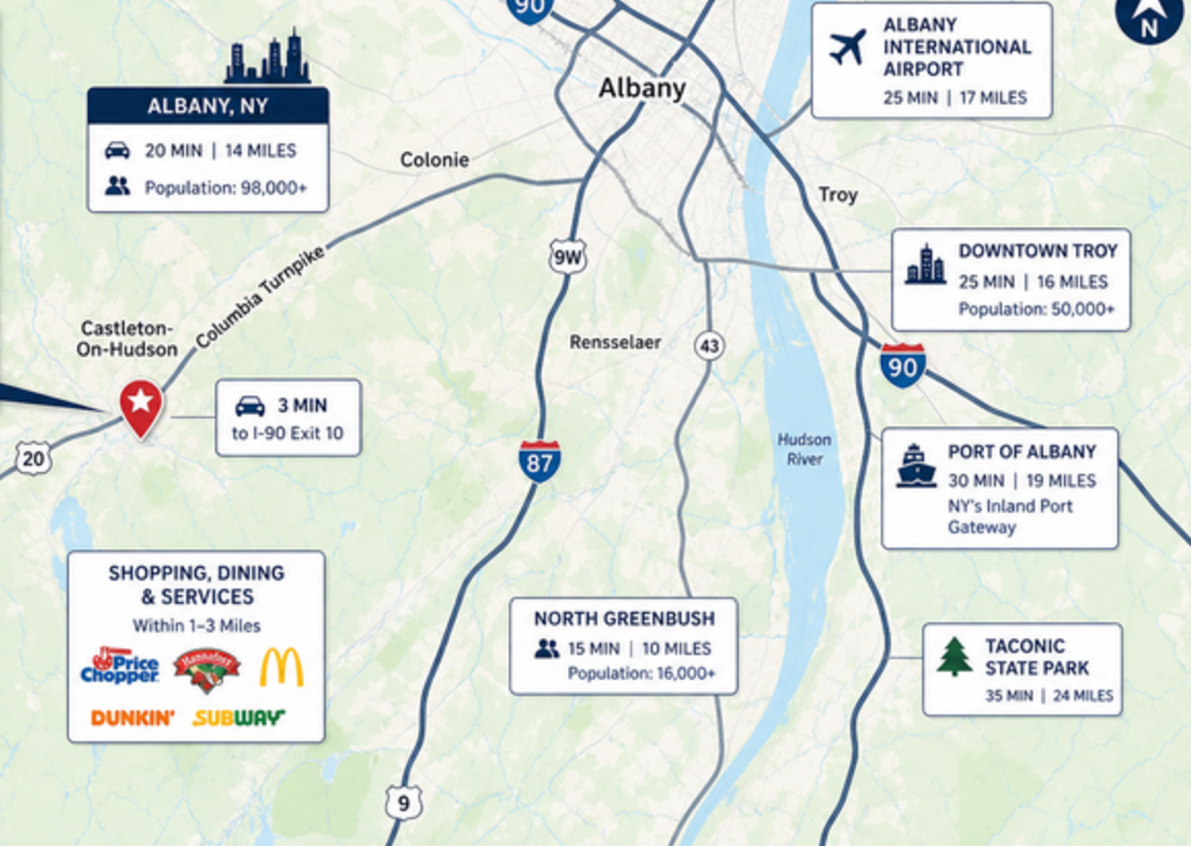 90
Albany
ALBANY
INTERNATIONAL
AIRPORT
25 MIN | 17 MILES
N
ALBANY, NY
20 MIN | 14 MILES
Population: 98,000+
Colonie
Troy
Columbia Turnpike
9W
DOWNTOWN TROY
25 MIN | 16 MILES
Population: 50,000+
Castleton-
On-Hudson
Rensselaer
43
90
3 MIN
to I-90 Exit 10
20
87
Hudson
River
PORT OF ALBANY
30 MIN | 19 MILES
NY's Inland Port
Gateway
SHOPPING, DINING
& SERVICES
Within 1–3 Miles
Price
Chopper
Hannaford
DUNKIN'
SUBWAY
NORTH GREENBUSH
15 MIN | 10 MILES
Population: 16,000+
TACONIC
STATE PARK
35 MIN | 24 MILES
9